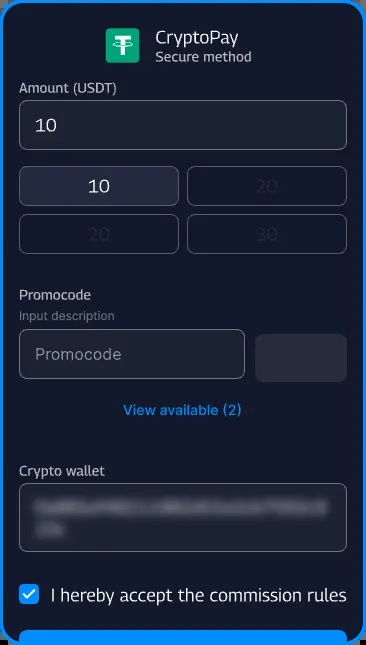 CryptoPay
Secure method
Amount (USDT)
10
10
20
20
30
Promocode
Input description
Promocode
View available (2)
Crypto wallet
I hereby accept the commission rules